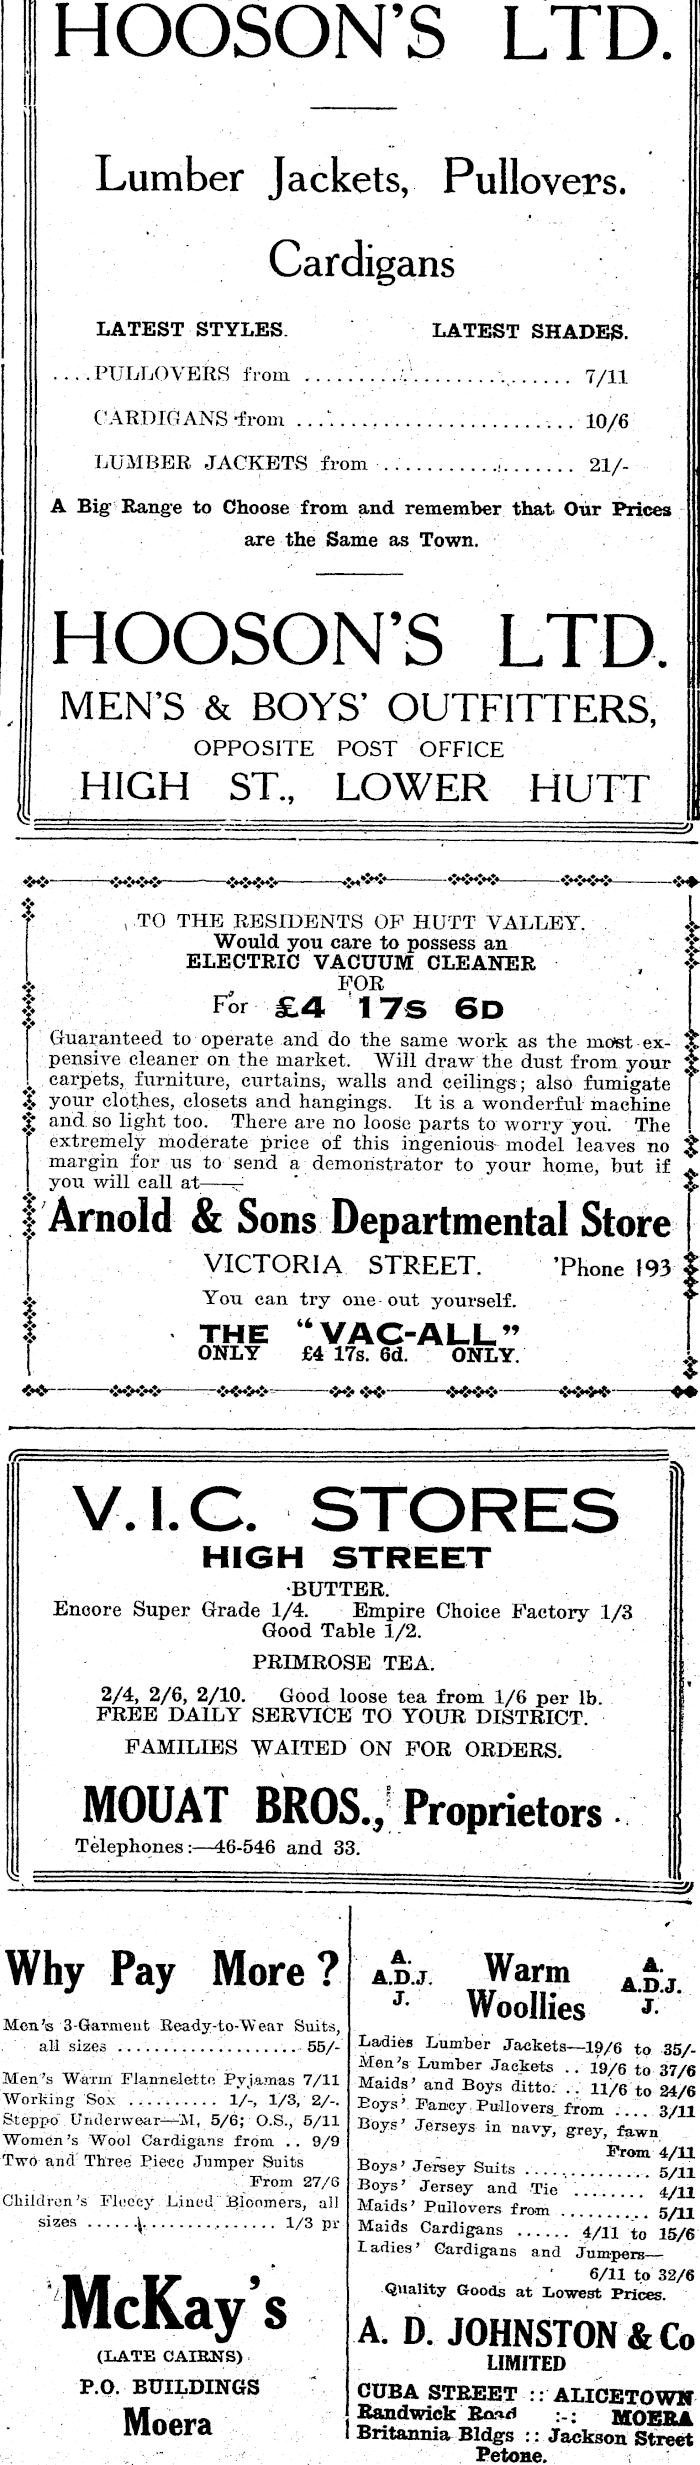 HOOSON'S LTD.
Lumber Jackets, Pullovers.
Cardigans
LATEST STYLES. LATEST SHADES.
....PULLOVERS from ............................ 7/11
CARDIGANS from ............................ 10/6
LUMBER JACKETS from ...................... 21/-
A Big Range to Choose from and remember that Our Prices
are the Same as Town.
HOOSON'S LTD.
MEN'S & BOYS' OUTFITTERS,
OPPOSITE POST OFFICE
HIGH ST., LOWER HUTT
TO THE RESIDENTS OF HUTT VALLEY.
Would you care to possess an
ELECTRIC VACUUM CLEANER
FOR
For £4 17s 6D
Guaranteed to operate and do the same work as the most ex-
pensive cleaner on the market. Will draw the dust from your
carpets, furniture, curtains, walls and ceilings; also fumigate
your clothes, closets and hangings. It is a wonderful machine
and so light too. There are no loose parts to worry you. The
extremely moderate price of this ingenious model leaves no
margin for us to send a demonstrator to your home, but if
you will call at——
Arnold & Sons Departmental Store
VICTORIA STREET. 'Phone 193
You can try one out yourself.
THE "VAC-ALL"
ONLY £4 17s. 6d. ONLY.
V.I.C. STORES
HIGH STREET
BUTTER.
Encore Super Grade 1/4. Empire Choice Factory 1/3
Good Table 1/2.
PRIMROSE TEA.
2/4, 2/6, 2/10. Good loose tea from 1/6 per lb.
FREE DAILY SERVICE TO YOUR DISTRICT.
FAMILIES WAITED ON FOR ORDERS.
MOUAT BROS., Proprietors
Telephones:—46-546 and 33.
Why Pay More?
Men's 3-Garment Ready-to-Wear Suits,
all sizes .................... 55/-
Men's Warm Flannelette Pyjamas 7/11
Working Sox .......... 1/-, 1/3, 2/-.
Steppo Underwear—M, 5/6; O.S., 5/11
Women's Wool Cardigans from .. 9/9
Two and Three Piece Jumper Suits
From 27/6
Children's Fleecy Lined Bloomers, all
sizes ...................... 1/3 pr
McKay's
(LATE CAIRNS)
P.O. BUILDINGS
Moera
A. Warm A.
A.D.J. A.D.J.
J. Woollies J.
Ladies Lumber Jackets—19/6 to 35/-
Men's Lumber Jackets .. 19/6 to 37/6
Maids' and Boys ditto. .. 11/6 to 24/6
Boys' Fancy Pullovers from .... 3/11
Boys' Jerseys in navy, grey, fawn
From 4/11
Boys' Jersey Suits .............. 5/11
Boys' Jersey and Tie ........ 4/11
Maids' Pullovers from .......... 5/11
Maids Cardigans ...... 4/11 to 15/6
Ladies' Cardigans and Jumpers—
6/11 to 32/6
Quality Goods at Lowest Prices.
A. D. JOHNSTON & Co
LIMITED
CUBA STREET :: ALICETOWN
Randwick Road :-: MOERA
Britannia Bldgs :: Jackson Street
Petone.